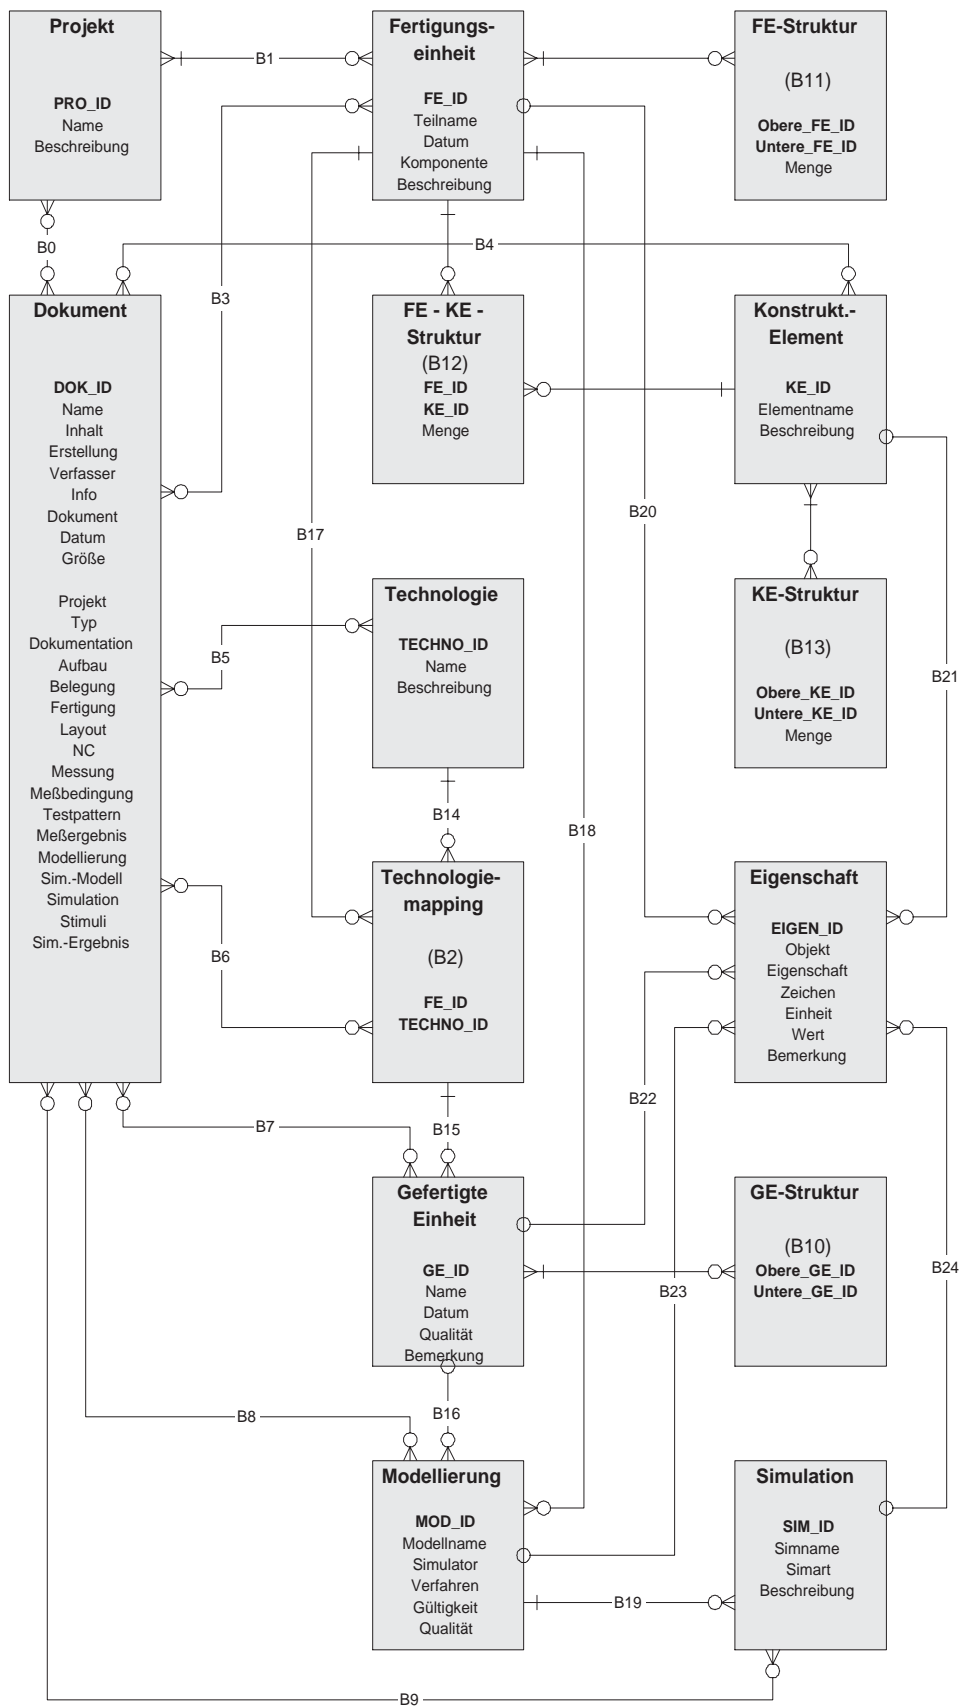 Projekt
PRO_ID
Name
Beschreibung
B1
Fertigungs-
einheit
FE_ID
Teilname
Datum
Komponente
Beschreibung
FE-Struktur
(B11)
Obere_FE_ID
Untere_FE_ID
Menge
B0
B3
B4
Dokument
DOK_ID
Name
Inhalt
Erstellung
Verfasser
Info
Dokument
Datum
Größe
Projekt
Typ
Dokumentation
Aufbau
Belegung
Fertigung
Layout
NC
Messung
Meßbedingung
Testpattern
Meßergebnis
Modellierung
Sim.-Modell
Simulation
Stimuli
Sim.-Ergebnis
FE - KE -
Struktur
(B12)
FE_ID
KE_ID
Menge
Konstrukt.-
Element
KE_ID
Elementname
Beschreibung
B17
B20
Technologie
TECHNO_ID
Name
Beschreibung
KE-Struktur
(B13)
Obere_KE_ID
Untere_KE_ID
Menge
B5
B21
B14
B18
Technologie-
mapping
(B2)
FE_ID
TECHNO_ID
Eigenschaft
EIGEN_ID
Objekt
Eigenschaft
Zeichen
Einheit
Wert
Bemerkung
B6
B22
B7
B15
Gefertigte
Einheit
GE_ID
Name
Datum
Qualität
Bemerkung
GE-Struktur
(B10)
Obere_GE_ID
Untere_GE_ID
B23
B24
B8
B16
Modellierung
MOD_ID
Modellname
Simulator
Verfahren
Gültigkeit
Qualität
B19
Simulation
SIM_ID
Simname
Simart
Beschreibung
B9